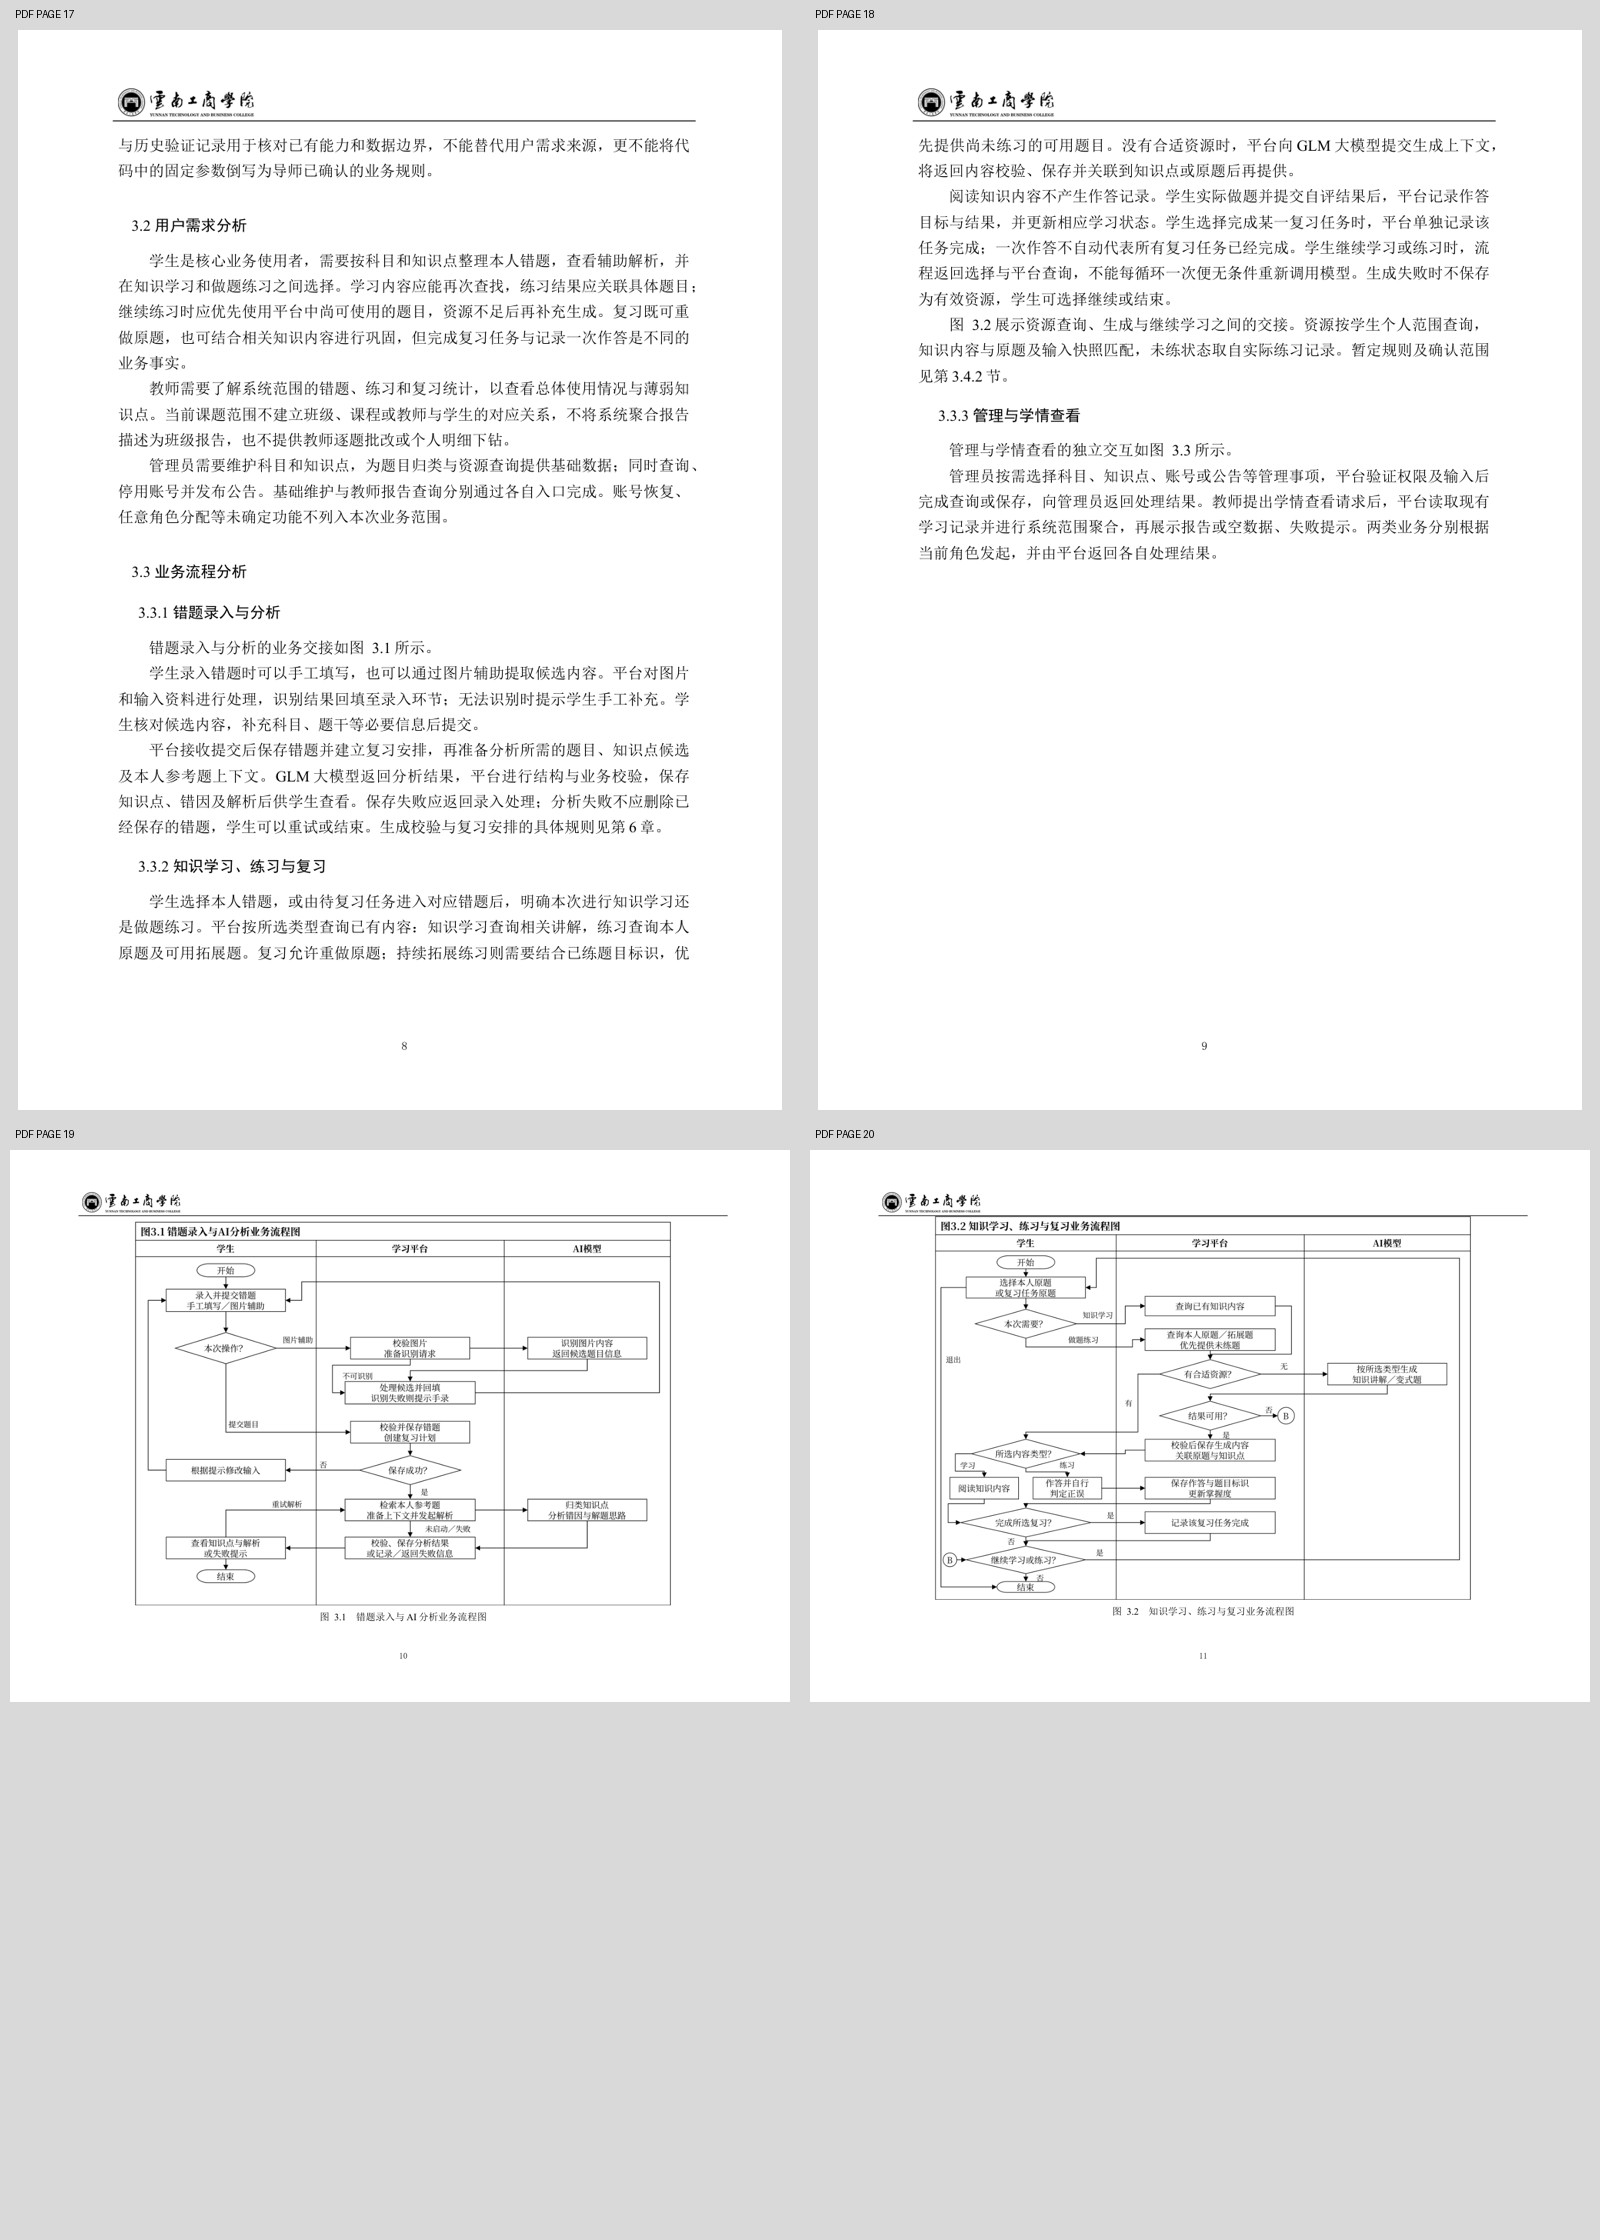 PDF PAGE 17
雲南工商學院
YUNNAN TECHNOLOGY AND BUSINESS COLLEGE
与历史验证记录用于核对已有能力和数据边界，不能替代用户需求来源，更不能将代
码中的固定参数倒写为导师已确认的业务规则。
3.2 用户需求分析
学生是核心业务使用者，需要按科目和知识点整理本人错题，查看辅助解析，并
在知识学习和做题练习之间选择。学习内容应能再次查找，练习结果应关联具体题目；
继续练习时应优先使用平台中尚可使用的题目，资源不足后再补充生成。复习既可重
做原题，也可结合相关知识内容进行巩固，但完成复习任务与记录一次作答是不同的
业务事实。
教师需要了解系统范围的错题、练习和复习统计，以查看总体使用情况与薄弱知
识点。当前课题范围不建立班级、课程或教师与学生的对应关系，不将系统聚合报告
描述为班级报告，也不提供教师逐题批改或个人明细下钻。
管理员需要维护科目和知识点，为题目归类与资源查询提供基础数据；同时查询、
停用账号并发布公告。基础维护与教师报告查询分别通过各自入口完成。账号恢复、
任意角色分配等未确定功能不列入本次业务范围。
3.3 业务流程分析
3.3.1 错题录入与分析
错题录入与分析的业务交接如图 3.1 所示。
学生录入错题时可以手工填写，也可以通过图片辅助提取候选内容。平台对图片
和输入资料进行处理，识别结果回填至录入环节；无法识别时提示学生手工补充。学
生核对候选内容，补充科目、题干等必要信息后提交。
平台接收提交后保存错题并建立复习安排，再准备分析所需的题目、知识点候选
及本人参考题上下文。GLM 大模型返回分析结果，平台进行结构与业务校验，保存
知识点、错因及解析后供学生查看。保存失败应返回录入处理；分析失败不应删除已
经保存的错题，学生可以重试或结束。生成校验与复习安排的具体规则见第 6 章。
3.3.2 知识学习、练习与复习
学生选择本人错题，或由待复习任务进入对应错题后，明确本次进行知识学习还
是做题练习。平台按所选类型查询已有内容：知识学习查询相关讲解，练习查询本人
原题及可用拓展题。复习允许重做原题；持续拓展练习则需要结合已练题目标识，优
8
PDF PAGE 18
雲南工商學院
YUNNAN TECHNOLOGY AND BUSINESS COLLEGE
先提供尚未练习的可用题目。没有合适资源时，平台向 GLM 大模型提交生成上下文，
将返回内容校验、保存并关联到知识点或原题后再提供。
阅读知识内容不产生作答记录。学生实际做题并提交自评结果后，平台记录作答
目标与结果，并更新相应学习状态。学生选择完成某一复习任务时，平台单独记录该
任务完成；一次作答不自动代表所有复习任务已经完成。学生继续学习或练习时，流
程返回选择与平台查询，不能每循环一次便无条件重新调用模型。生成失败时不保存
为有效资源，学生可选择继续或结束。
图 3.2 展示资源查询、生成与继续学习之间的交接。资源按学生个人范围查询，
知识内容与原题及输入快照匹配，未练状态取自实际练习记录。暂定规则及确认范围
见第 3.4.2 节。
3.3.3 管理与学情查看
管理与学情查看的独立交互如图 3.3 所示。
管理员按需选择科目、知识点、账号或公告等管理事项，平台验证权限及输入后
完成查询或保存，向管理员返回处理结果。教师提出学情查看请求后，平台读取现有
学习记录并进行系统范围聚合，再展示报告或空数据、失败提示。两类业务分别根据
当前角色发起，并由平台返回各自处理结果。
9
PDF PAGE 19
雲南工商學院
YUNNAN TECHNOLOGY AND BUSINESS COLLEGE
图3.1 错题录入与AI分析业务流程图
学生
学习平台
AI模型
开始
录入并提交错题
手工填写／图片辅助
本次操作?
图片辅助
校验图片
准备识别请求
识别图片内容
返回候选题目信息
不可识别
处理候选并回填
识别失败则提示手录
提交题目
校验并保存错题
创建复习计划
根据提示修改输入
否
保存成功?
是
重试解析
检索本人参考题
准备上下文并发起解析
归类知识点
分析错因与解题思路
未启动／失败
查看知识点与解析
或失败提示
校验、保存分析结果
或记录／返回失败信息
结束
图 3.1 错题录入与 AI 分析业务流程图
10
PDF PAGE 20
雲南工商學院
YUNNAN TECHNOLOGY AND BUSINESS COLLEGE
图3.2 知识学习、练习与复习业务流程图
学生
学习平台
AI模型
开始
选择本人原题
或复习任务原题
本次需要?
知识学习
查询已有知识内容
做题练习
查询本人原题／拓展题
优先提供未练题
退出
有合适资源?
无
按所选类型生成
知识讲解／变式题
有
结果可用?
否
B
是
所选内容类型?
校验后保存生成内容
关联原题与知识点
学习
练习
阅读知识内容
作答并自行
判定正误
保存作答与题目标识
更新掌握度
完成所选复习?
是
记录该复习任务完成
否
B
继续学习或练习?
是
否
结束
图 3.2 知识学习、练习与复习业务流程图
11